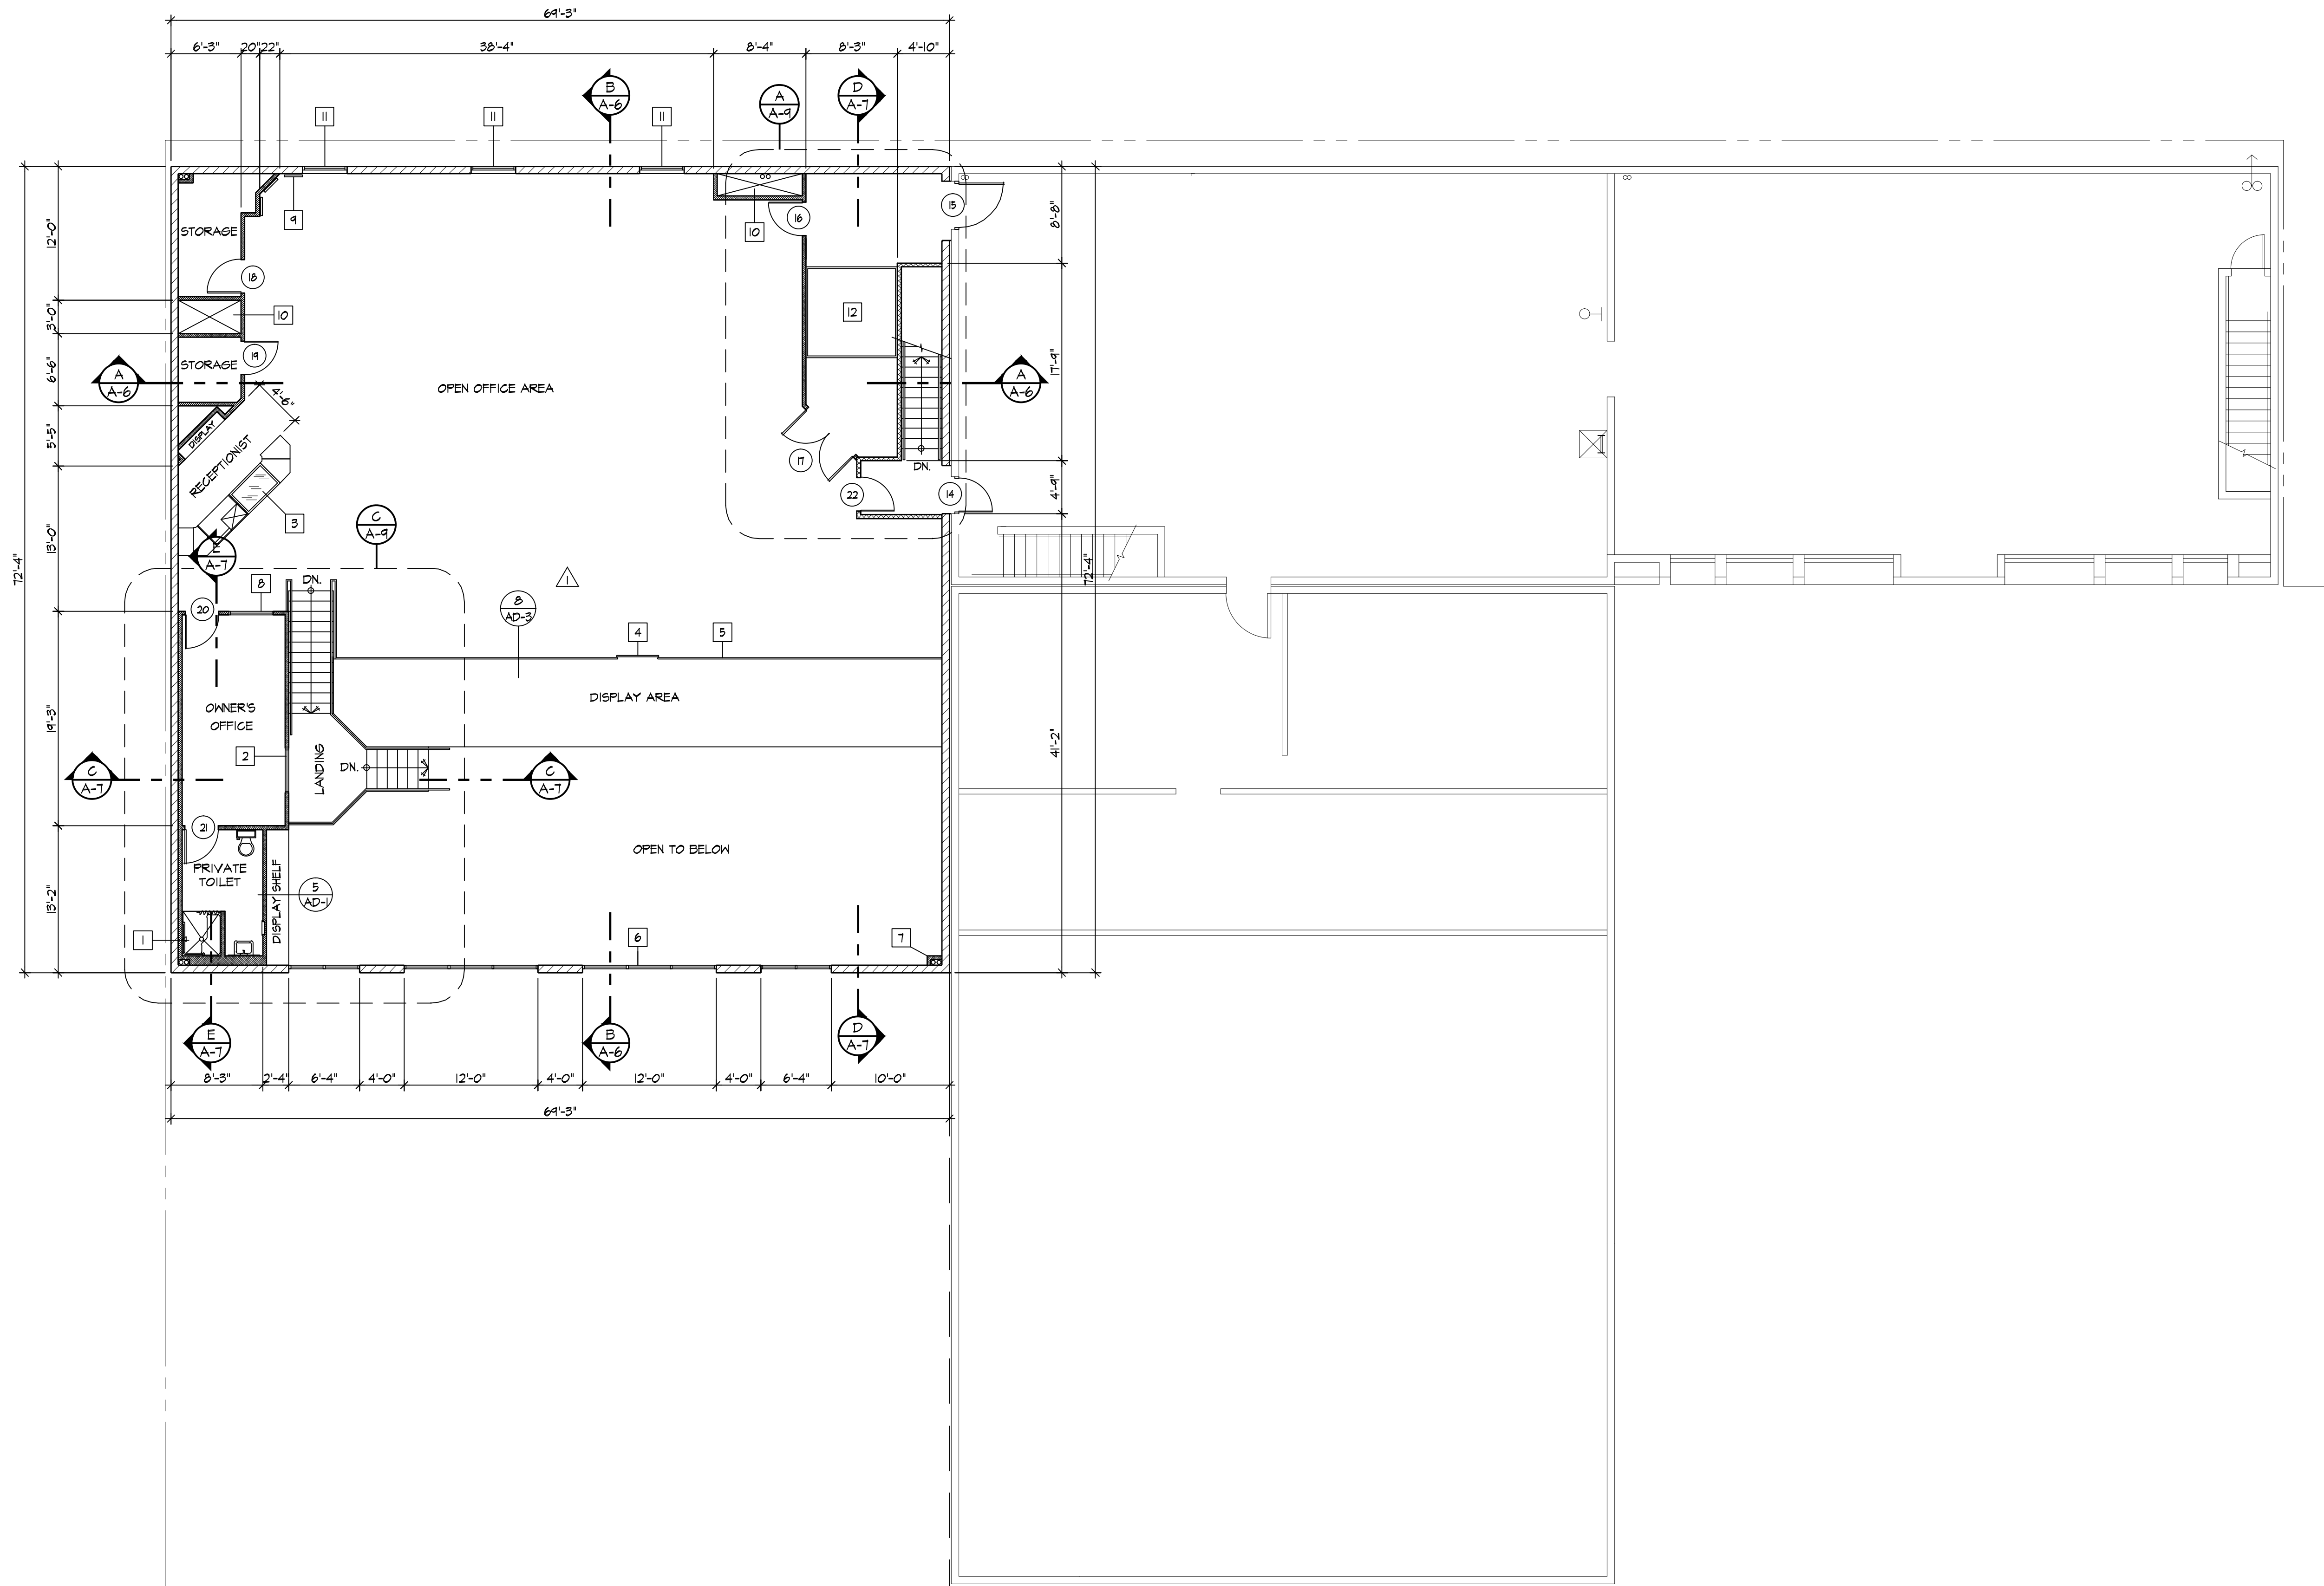 69'-3"
6'-3" 20" 22" 38'-4" 8'-4" 8'-3" 4'-10"
B
A-6
A
A-9
D
A-7
11
11
11
9
10
16
15
STORAGE
12'-0"
8'-8"
18
3'-0"
10
12
19
STORAGE
6'-6"
A
A-6
4'-6"
OPEN OFFICE AREA
17'-9"
A
A-6
DISPLAY
5'-5"
RECEPTIONIST
17
DN.
3
22
14
4'-9"
C
A-9
13'-0"
E
A-7
72'-4"
72'-4"
8
DN.
1
20
8
AD-3
4
5
DISPLAY AREA
OWNER'S
OFFICE
19'-3"
2
LANDING
DN.
41'-2"
C
A-7
C
A-7
21
OPEN TO BELOW
PRIVATE
TOILET
DISPLAY SHELF
5
AD-1
13'-2"
1
6
7
E
A-7
B
A-6
D
A-7
8'-3" 2'-4" 6'-4" 4'-0" 12'-0" 4'-0" 12'-0" 4'-0" 6'-4" 10'-0"
69'-3"